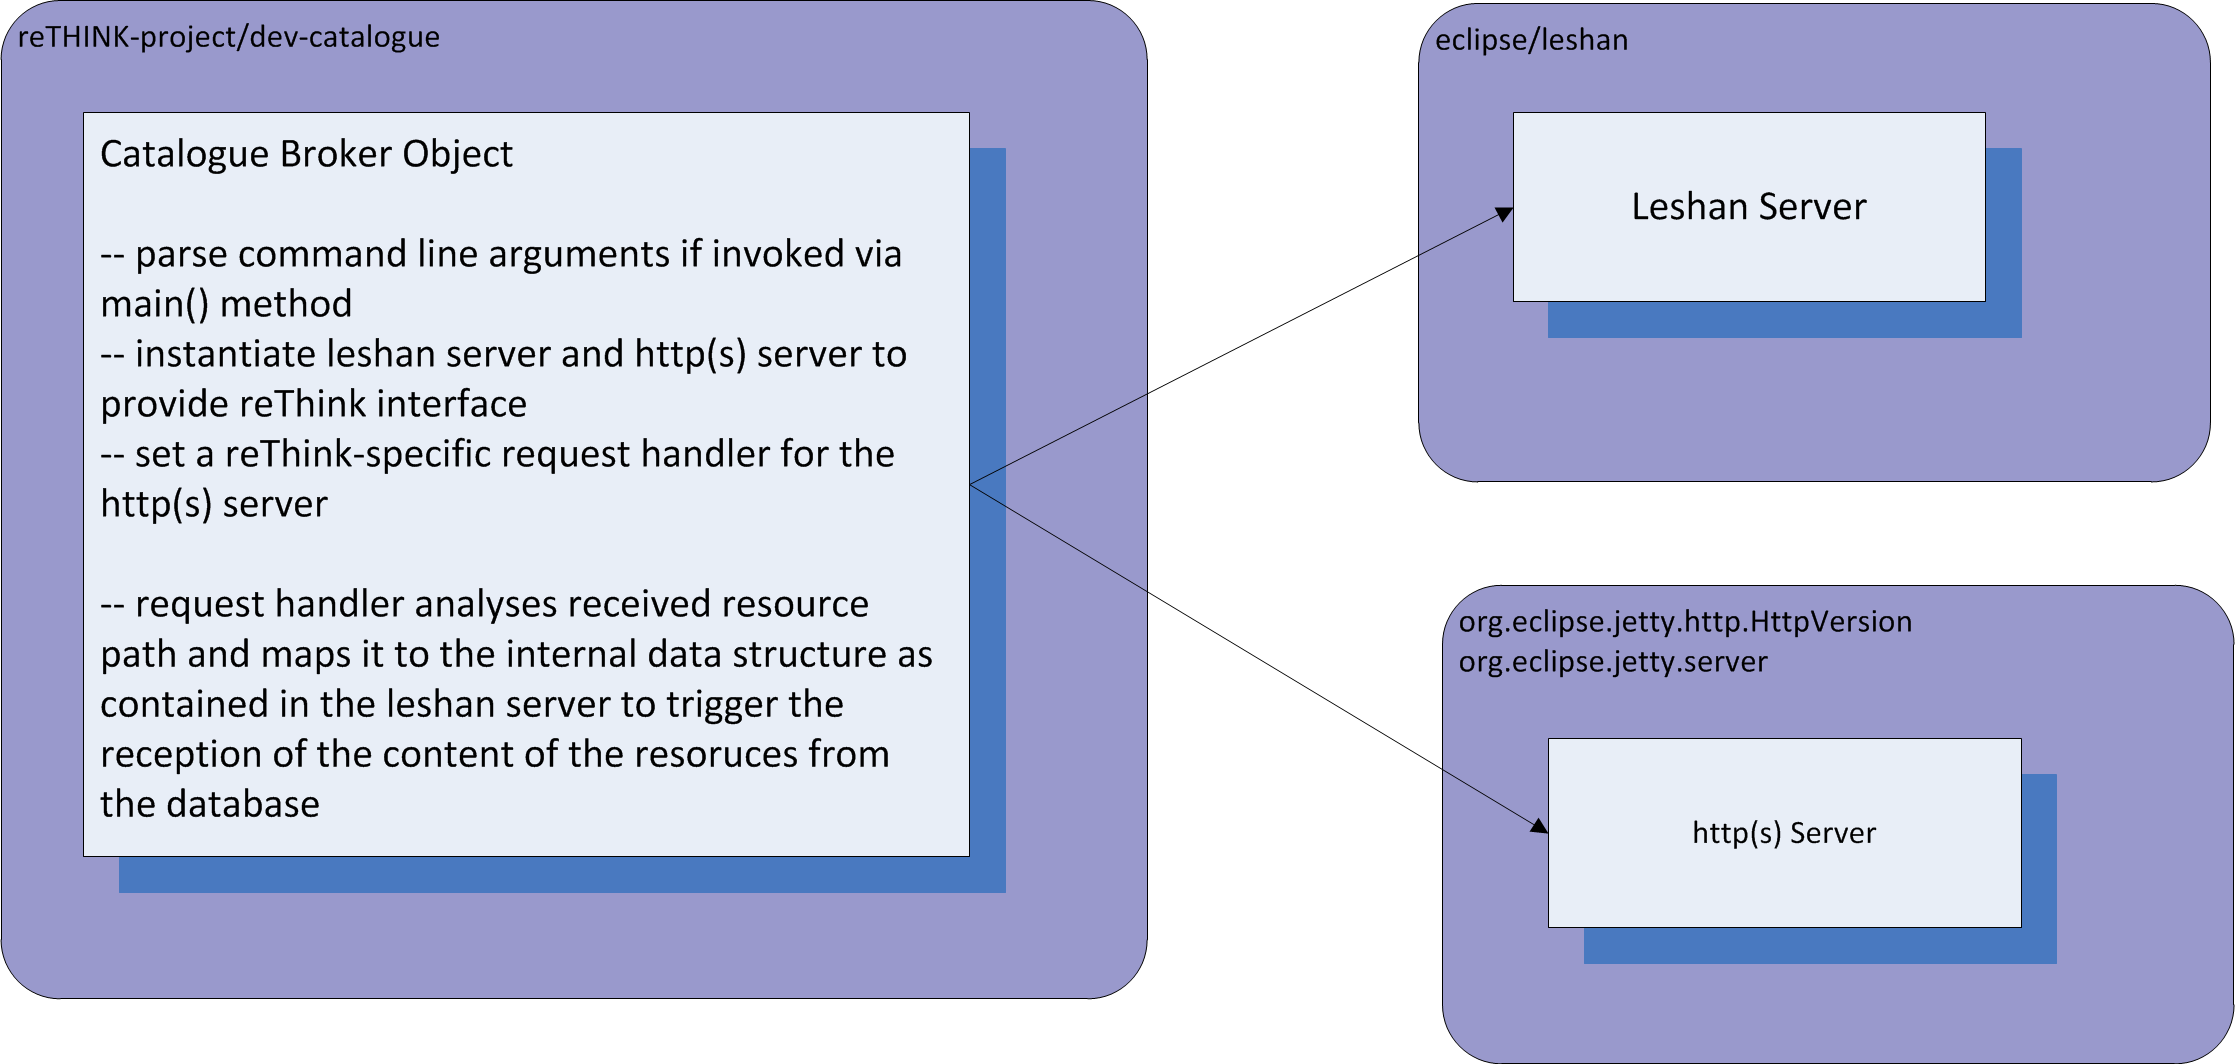 reTHINK-project/dev-catalogue
Catalogue Broker Object
-- parse command line arguments if invoked via
main() method
-- instantiate leshan server and http(s) server to
provide reThink interface
-- set a reThink-specific request handler for the
http(s) server
-- request handler analyses received resource
path and maps it to the internal data structure as
contained in the leshan server to trigger the
reception of the content of the resoruces from
the database
eclipse/leshan
Leshan Server
org.eclipse.jetty.http.HttpVersion
org.eclipse.jetty.server
http(s) Server